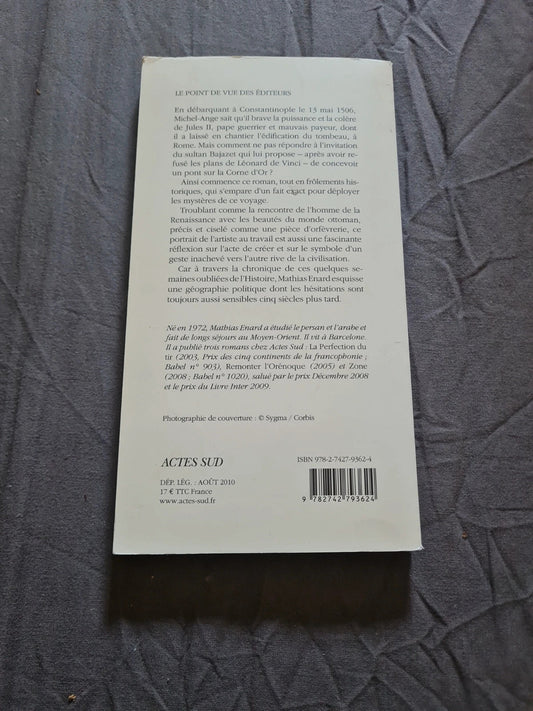 LE POINT DE VUE DES ÉDITEURS
En débarquant à Constantinople le 13 mai 1506,
Michel-Ange sait qu'il brave la puissance et la colère
de Jules II, pape guerrier et mauvais payeur, dont
il a laissé en chantier l'édification du tombeau, à
Rome. Mais comment ne pas répondre à l'invitation
du sultan Bajazet qui lui propose – après avoir re-
fusé les plans de Léonard de Vinci – de concevoir
un pont sur la Corne d'Or ?
Ainsi commence ce roman, tout en frôlements his-
toriques, qui s'empare d'un fait exact pour déployer
les mystères de ce voyage.
Troublant comme la rencontre de l'homme de la
Renaissance avec les beautés du monde ottoman,
précis et ciselé comme une pièce d'orfèvrerie, ce
portrait de l'artiste au travail est aussi une fascinante
réflexion sur l'acte de créer et sur le symbole d'un
geste inachevé vers l'autre rive de la civilisation.
Car à travers la chronique de ces quelques se-
maines oubliées de l'Histoire, Mathias Enard esquisse
une géographie politique dont les hésitations sont
toujours aussi sensibles cinq siècles plus tard.
Né en 1972, Mathias Enard a étudié le persan et l'arabe et
fait de longs séjours au Moyen-Orient. Il vit à Barcelone.
Il a publié trois romans chez Actes Sud : La Perfection du
tir (2003, Prix des cinq continents de la francophonie ;
Babel n° 903), Remonter l'Orénoque (2005) et Zone
(2008 ; Babel n° 1020), salué par le prix Décembre 2008
et le prix du Livre Inter 2009.
Photographie de couverture : © Sygma / Corbis
ACTES SUD
DÉP. LÉG. : AOÛT 2010
17 € TTC France
www.actes-sud.fr
ISBN 978-2-7427-9362-4
9 782742 793624